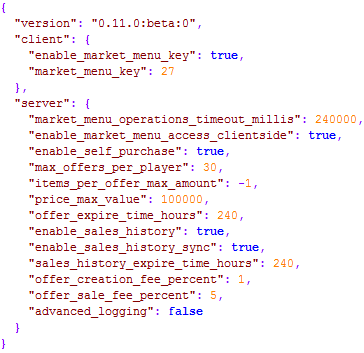 {
  "version": "0.11.0:beta:0",
  "client": {
    "enable_market_menu_key": true,
    "market_menu_key": 27
  },
  "server": {
    "market_menu_operations_timeout_millis": 240000,
    "enable_market_menu_access_clientside": true,
    "enable_self_purchase": true,
    "max_offers_per_player": 30,
    "items_per_offer_max_amount": -1,
    "price_max_value": 100000,
    "offer_expire_time_hours": 240,
    "enable_sales_history": true,
    "enable_sales_history_sync": true,
    "sales_history_expire_time_hours": 240,
    "offer_creation_fee_percent": 1,
    "offer_sale_fee_percent": 5,
    "advanced_logging": false
  }
}